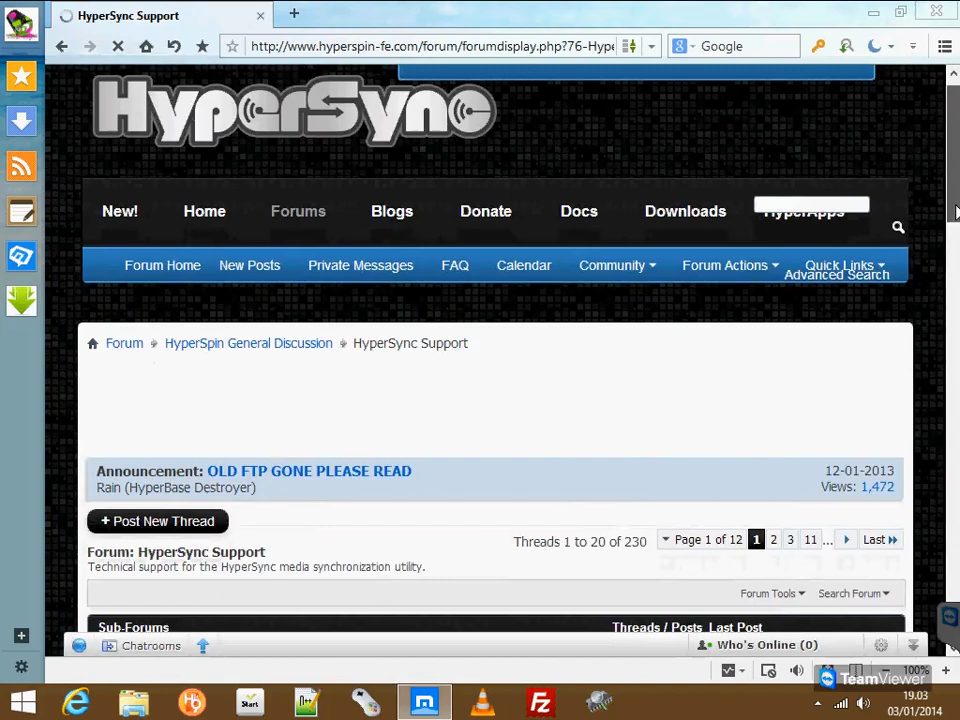 HyperSync Support
http://www.hyperspin-fe.com/forum/forumdisplay.php?76-Hype
Google
HyperSync
New! Home Forums Blogs Donate Docs Downloads HyperApps
Forum Home New Posts Private Messages FAQ Calendar Community Forum Actions Quick Links
Advanced Search
Forum HyperSpin General Discussion HyperSync Support
Announcement: OLD FTP GONE PLEASE READ 12-01-2013
Rain (HyperBase Destroyer) Views: 1,472
+ Post New Thread
Threads 1 to 20 of 230 Page 1 of 12 1 2 3 11 ... Last
Forum: HyperSync Support
Technical support for the HyperSync media synchronization utility.
Forum Tools Search Forum
Sub-Forums Threads / Posts Last Post
Chatrooms Who's Online (0)
100%
TeamViewer
Start
19.03
03/01/2014